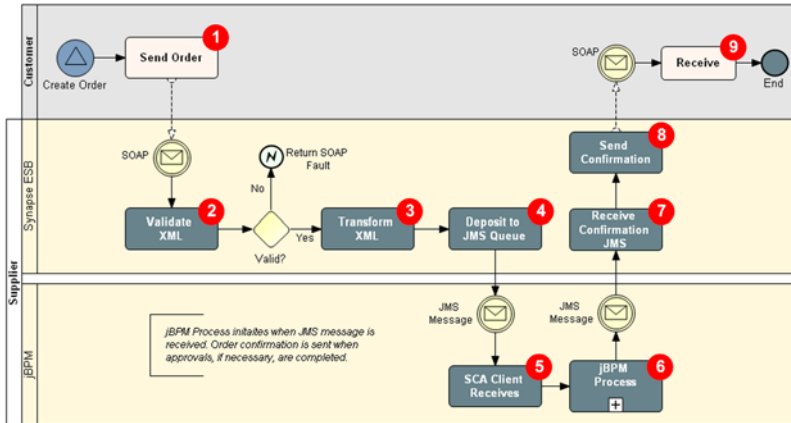 Customer
Create Order
Send Order
1
SOAP
Receive
9
End
Supplier
Synapse ESB
SOAP
Validate
XML
2
No
Return SOAP
Fault
Valid?
Yes
Transform
XML
3
Deposit to
JMS Queue
4
Send
Confirmation
8
Receive
Confirmation
JMS
7
jBPM
jBPM Process initaites when JMS message is
received. Order confirmation is sent when
approvals, if necessary, are completed.
JMS
Message
JMS
Message
SCA Client
Receives
5
jBPM
Process
6